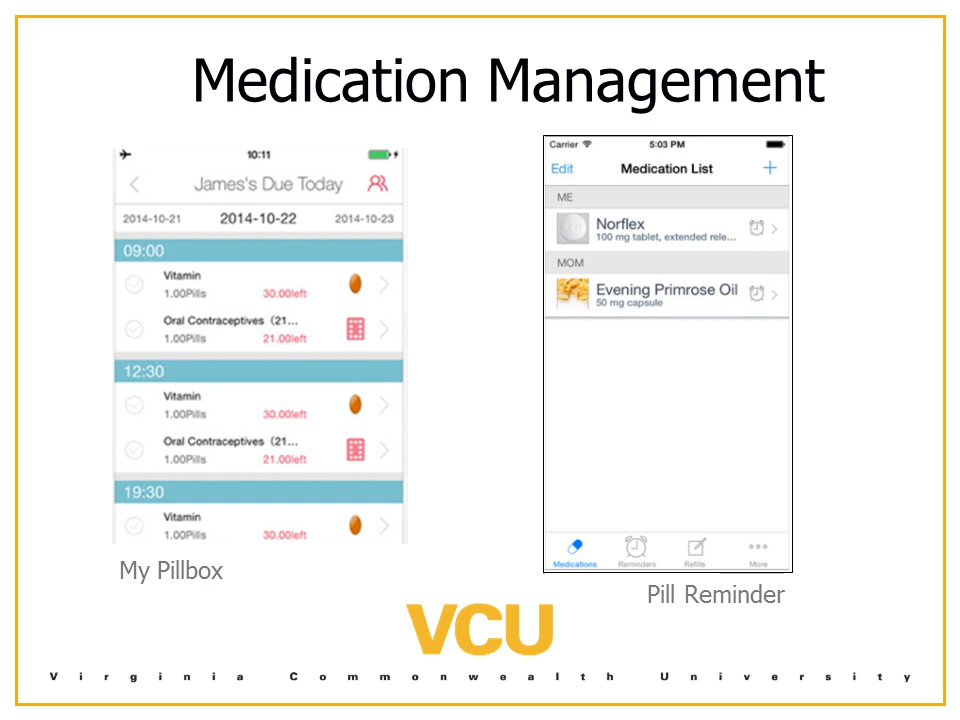 Medication Management
10:11
James's Due Today
2014-10-21 2014-10-22 2014-10-23
09:00
Vitamin
1.00Pills 30.00left
Oral Contraceptives (21...
1.00Pills 21.00left
12:30
Vitamin
1.00Pills 30.00left
Oral Contraceptives (21...
1.00Pills 21.00left
19:30
Vitamin
1.00Pills 30.00left
My Pillbox
Carrier 5:03 PM
Edit Medication List +
ME
Norflex
100 mg tablet, extended rele...
MOM
Evening Primrose Oil
50 mg capsule
Medications Reminders Refills More
Pill Reminder
VCU
Virginia Commonwealth University